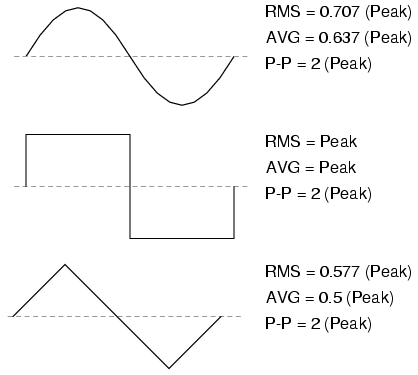 RMS = 0.707 (Peak)
AVG = 0.637 (Peak)
P-P = 2 (Peak)
RMS = Peak
AVG = Peak
P-P = 2 (Peak)
RMS = 0.577 (Peak)
AVG = 0.5 (Peak)
P-P = 2 (Peak)